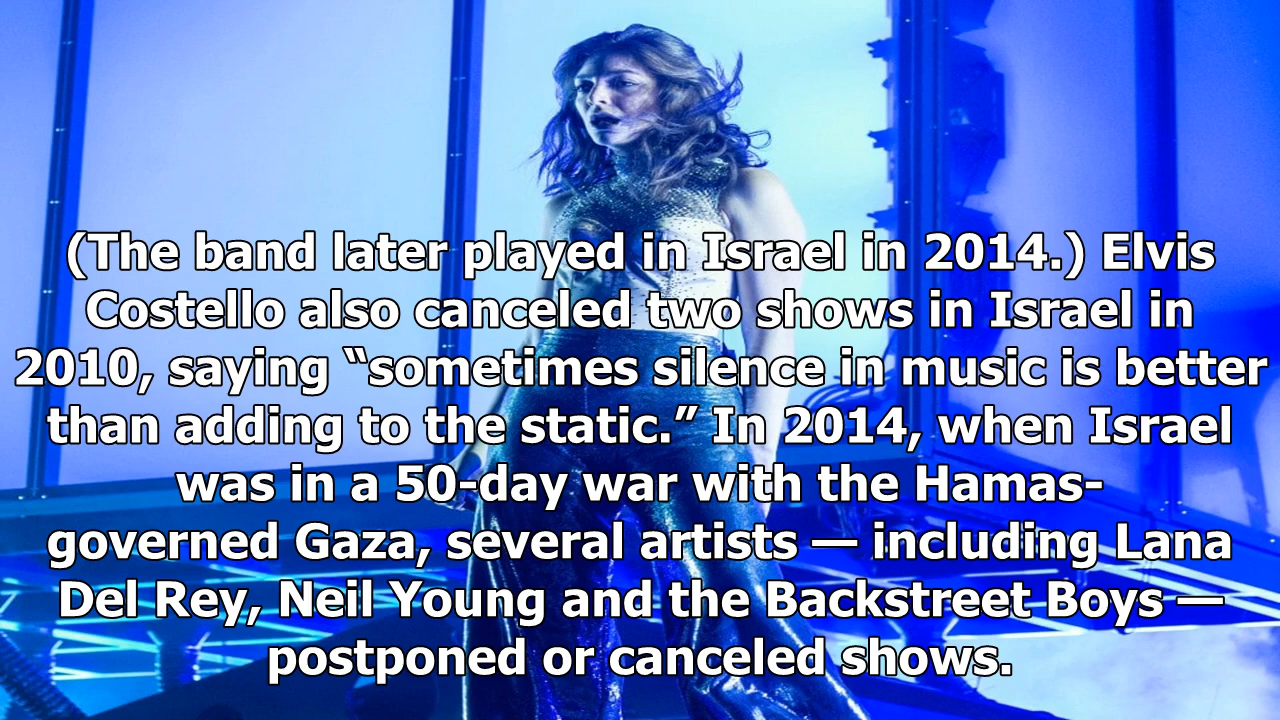 (The band later played in Israel in 2014.) Elvis
Costello also canceled two shows in Israel in
2010, saying “sometimes silence in music is better
than adding to the static.” In 2014, when Israel
was in a 50-day war with the Hamas-
governed Gaza, several artists — including Lana
Del Rey, Neil Young and the Backstreet Boys —
postponed or canceled shows.